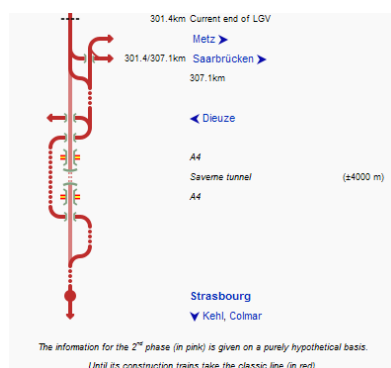 301.4km Current end of LGV
Metz ➤
301.4/307.1km Saarbrücken ➤
307.1km
⮜ Dieuze
A4
Saverne tunnel (±4000 m)
A4
Strasbourg
⮟ Kehl, Colmar
The information for the 2nd phase (in pink) is given on a purely hypothetical basis.
Until its construction trains take the classic line (in red)